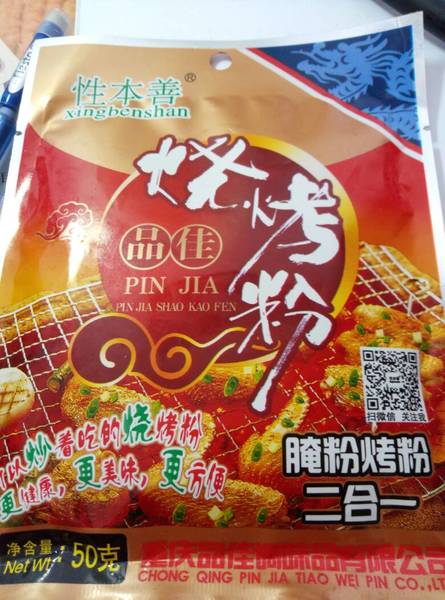 性本善®
xingbenshan
烧烤粉
品佳
PIN JIA
PIN JIA SHAO KAO FEN
扫微信 关注我
可以炒着吃的烧烤粉
更健康，更美味，更方便
腌粉烤粉
二合一
净含量：50克
Net WT
重庆品佳调味品有限公司
CHONG QING PIN JIA TIAO WEI PIN CO.,LT